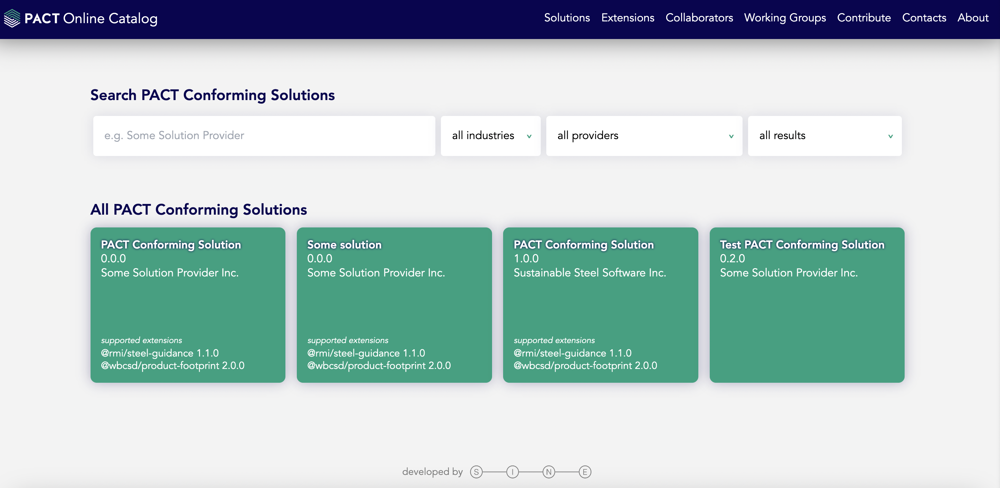 PACT Online Catalog
Solutions Extensions Collaborators Working Groups Contribute Contacts About
Search PACT Conforming Solutions
e.g. Some Solution Provider
all industries
all providers
all results
All PACT Conforming Solutions
PACT Conforming Solution
0.0.0
Some Solution Provider Inc.
supported extensions
@rmi/steel-guidance 1.1.0
@wbcsd/product-footprint 2.0.0
Some solution
0.0.0
Some Solution Provider Inc.
supported extensions
@rmi/steel-guidance 1.1.0
@wbcsd/product-footprint 2.0.0
PACT Conforming Solution
1.0.0
Sustainable Steel Software Inc.
supported extensions
@rmi/steel-guidance 1.1.0
@wbcsd/product-footprint 2.0.0
Test PACT Conforming Solution
0.2.0
Some Solution Provider Inc.
developed by S I N E